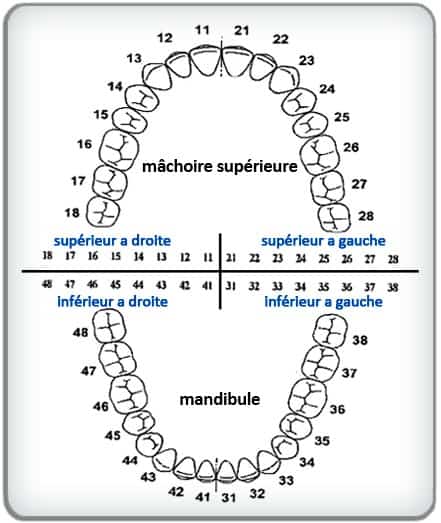 11 21
12 22
13 23
14 24
15 25
16 26
mâchoire supérieure
17 27
18 28
supérieur a droite supérieur a gauche
18 17 16 15 14 13 12 11 21 22 23 24 25 26 27 28
48 47 46 45 44 43 42 41 31 32 33 34 35 36 37 38
inférieur a droite inférieur a gauche
48 38
47 37
mandibule
46 36
45 35
44 34
43 33
42 41 31 32